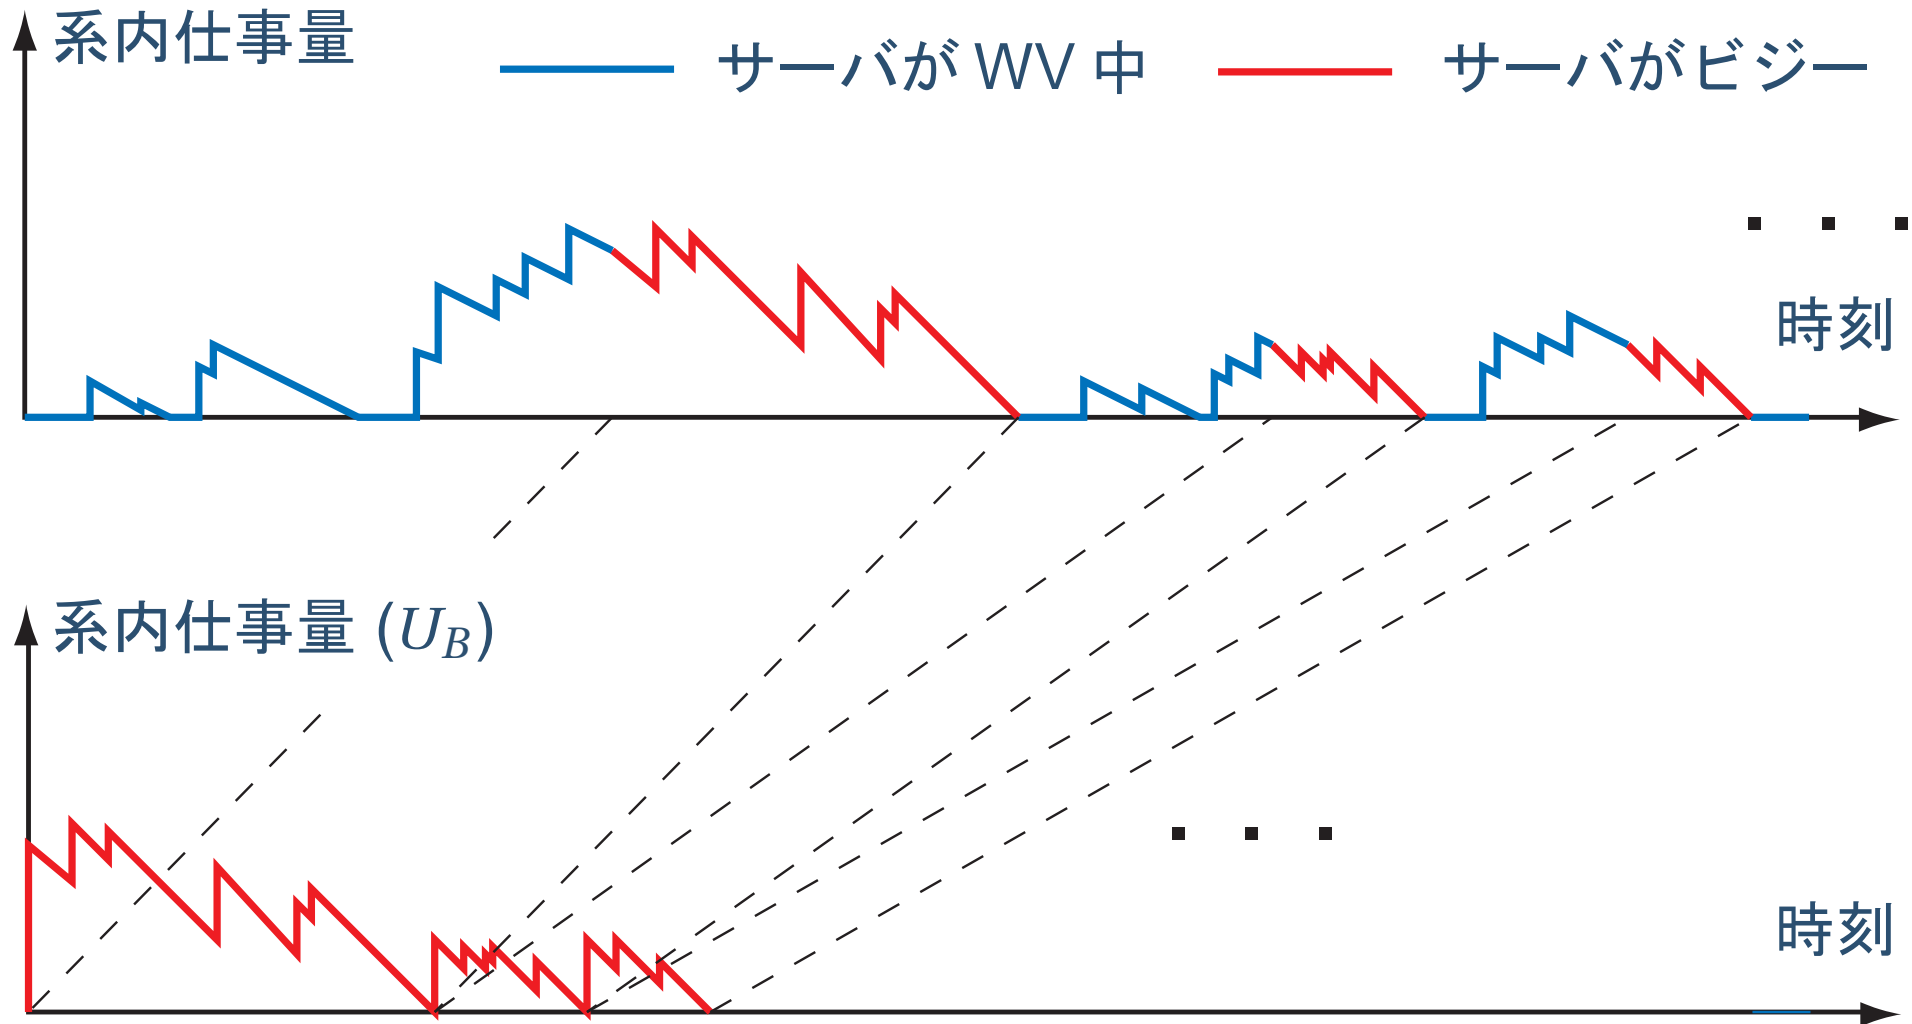 系内仕事量
サーバが WV 中
サーバがビジー
時刻
系内仕事量 (U_B)
時刻